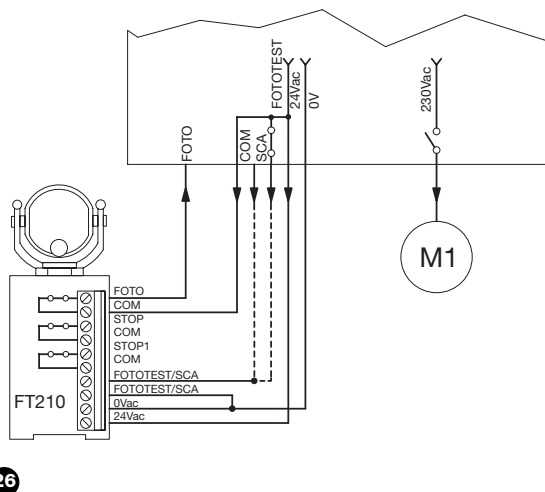 FOTOTEST
24Vac
0V
230Vac
FOTO
COM
SCA
M1
FOTO
COM
STOP
COM
STOP1
COM
FOTOTEST/SCA
FOTOTEST/SCA
0Vac
24Vac
FT210
26